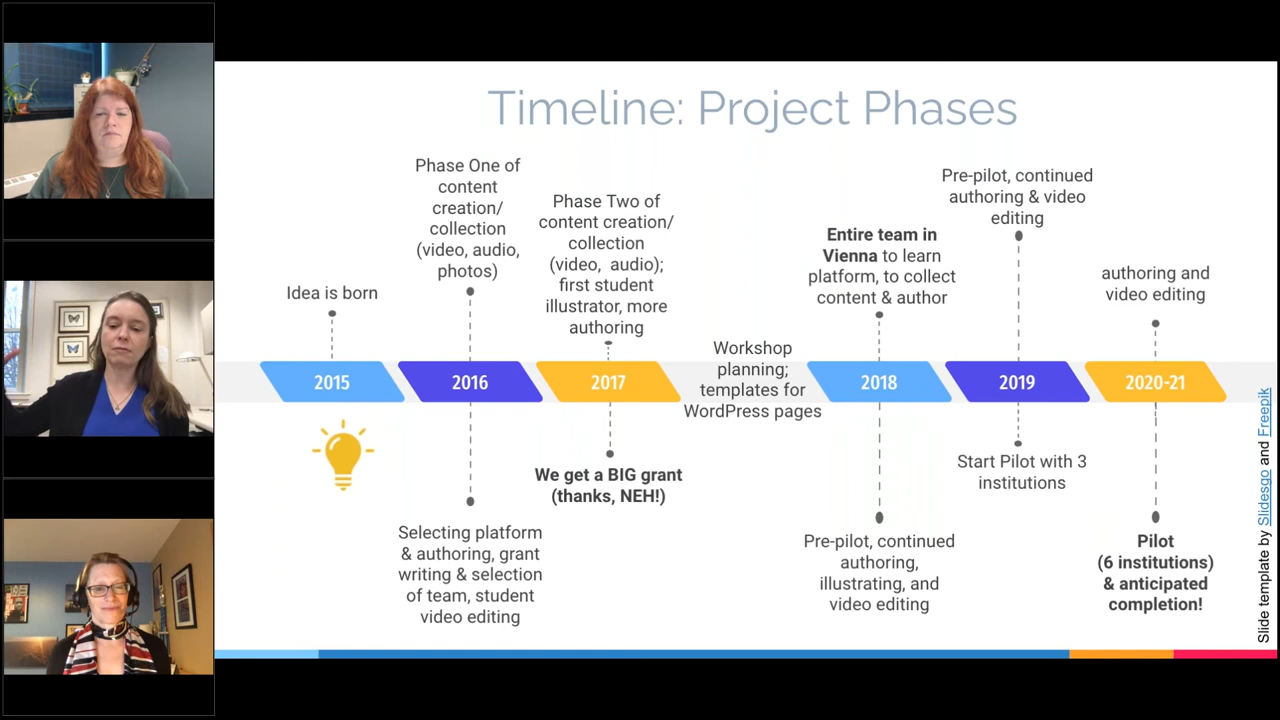 Timeline: Project Phases
Idea is born
2015
Phase One of
content
creation/
collection
(video, audio,
photos)
2016
Selecting platform
& authoring, grant
writing & selection
of team, student
video editing
Phase Two of
content creation/
collection
(video, audio);
first student
illustrator, more
authoring
2017
We get a BIG grant
(thanks, NEH!)
Workshop
planning;
templates for
WordPress pages
Entire team in
Vienna to learn
platform, to collect
content & author
2018
Pre-pilot, continued
authoring,
illustrating, and
video editing
Pre-pilot, continued
authoring & video
editing
2019
Start Pilot with 3
institutions
authoring and
video editing
2020-21
Pilot
(6 institutions)
& anticipated
completion!
Slide template by Slidesgo and Freepik